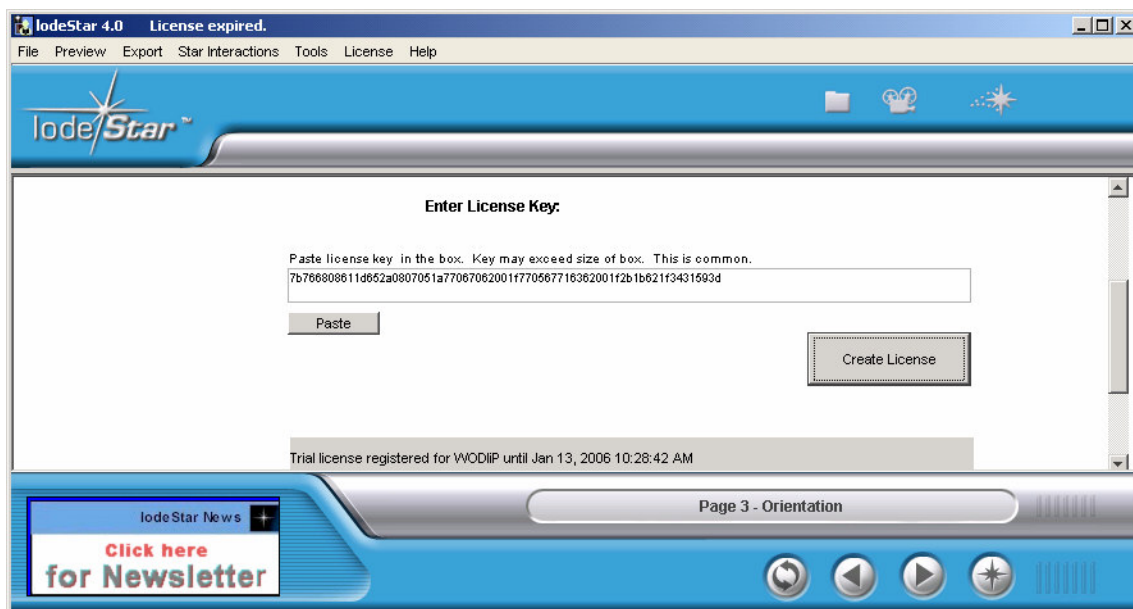 lodeStar 4.0 License expired.
File Preview Export Star Interactions Tools License Help
lodeStar™
Enter License Key:
Paste license key in the box. Key may exceed size of box. This is common.
7b766808611d652a0807051a77067062001f770567716362001f2b1b621f3431593d
Paste
Create License
Trial license registered for WODliP until Jan 13, 2006 10:28:42 AM
Page 3 - Orientation
lodeStar News
Click here
for Newsletter